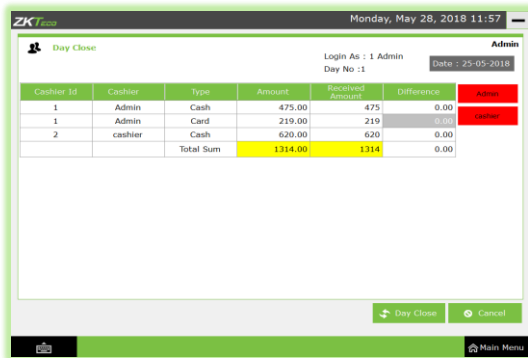 ZKTeco Monday, May 28, 2018 11:57
Day Close Admin
Login As : 1 Admin
Day No :1 Date : 25-05-2018
Cashier Id Cashier Type Amount Received Amount Difference Admin
1 Admin Cash 475.00 475 0.00
1 Admin Card 219.00 219 0.00 cashier
2 cashier Cash 620.00 620 0.00
Total Sum 1314.00 1314 0.00
Day Close Cancel
Main Menu